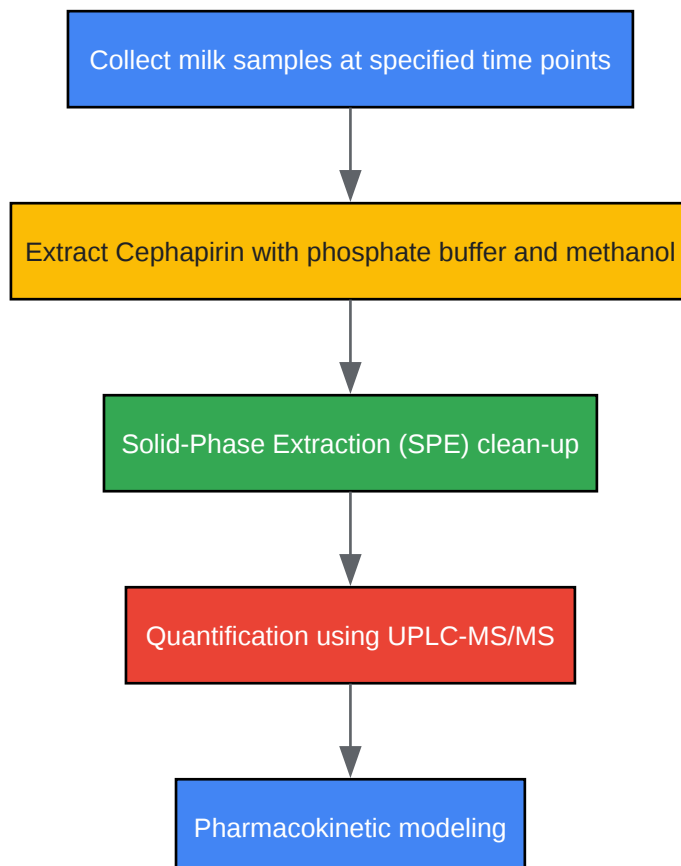 Collect milk samples at specified time points
Extract Cephapirin with phosphate buffer and methanol
Solid-Phase Extraction (SPE) clean-up
Quantification using UPLC-MS/MS
Pharmacokinetic modeling